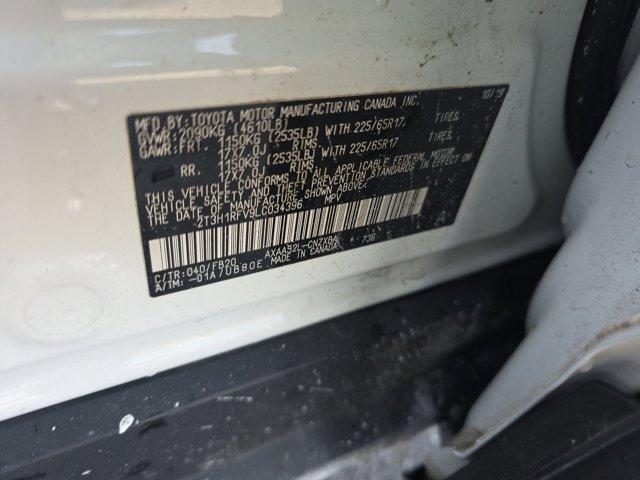 MFD.BY:TOYOTA MOTOR MANUFACTURING CANADA INC. 10/19
GVWR:2090KG (4610LB)
GAWR:FRT. 1150KG (2535LB) WITH 225/65R17 TIRES,
17X7.0J RIMS.
RR. 1150KG (2535LB) WITH 225/65R17 TIRES,
17X7.0J RIMS.
THIS VEHICLE CONFORMS TO ALL APPLICABLE FEDERAL MOTOR
VEHICLE SAFETY AND THEFT PREVENTION STANDARDS IN EFFECT ON
THE DATE OF MANUFACTURE SHOWN ABOVE.
2T3H1RFV9LC034396 MPV
A
C/TR:040/FB20 AXAA52L-CNZXBA 736
A/TM:-01A/UB80E MADE IN CANADA